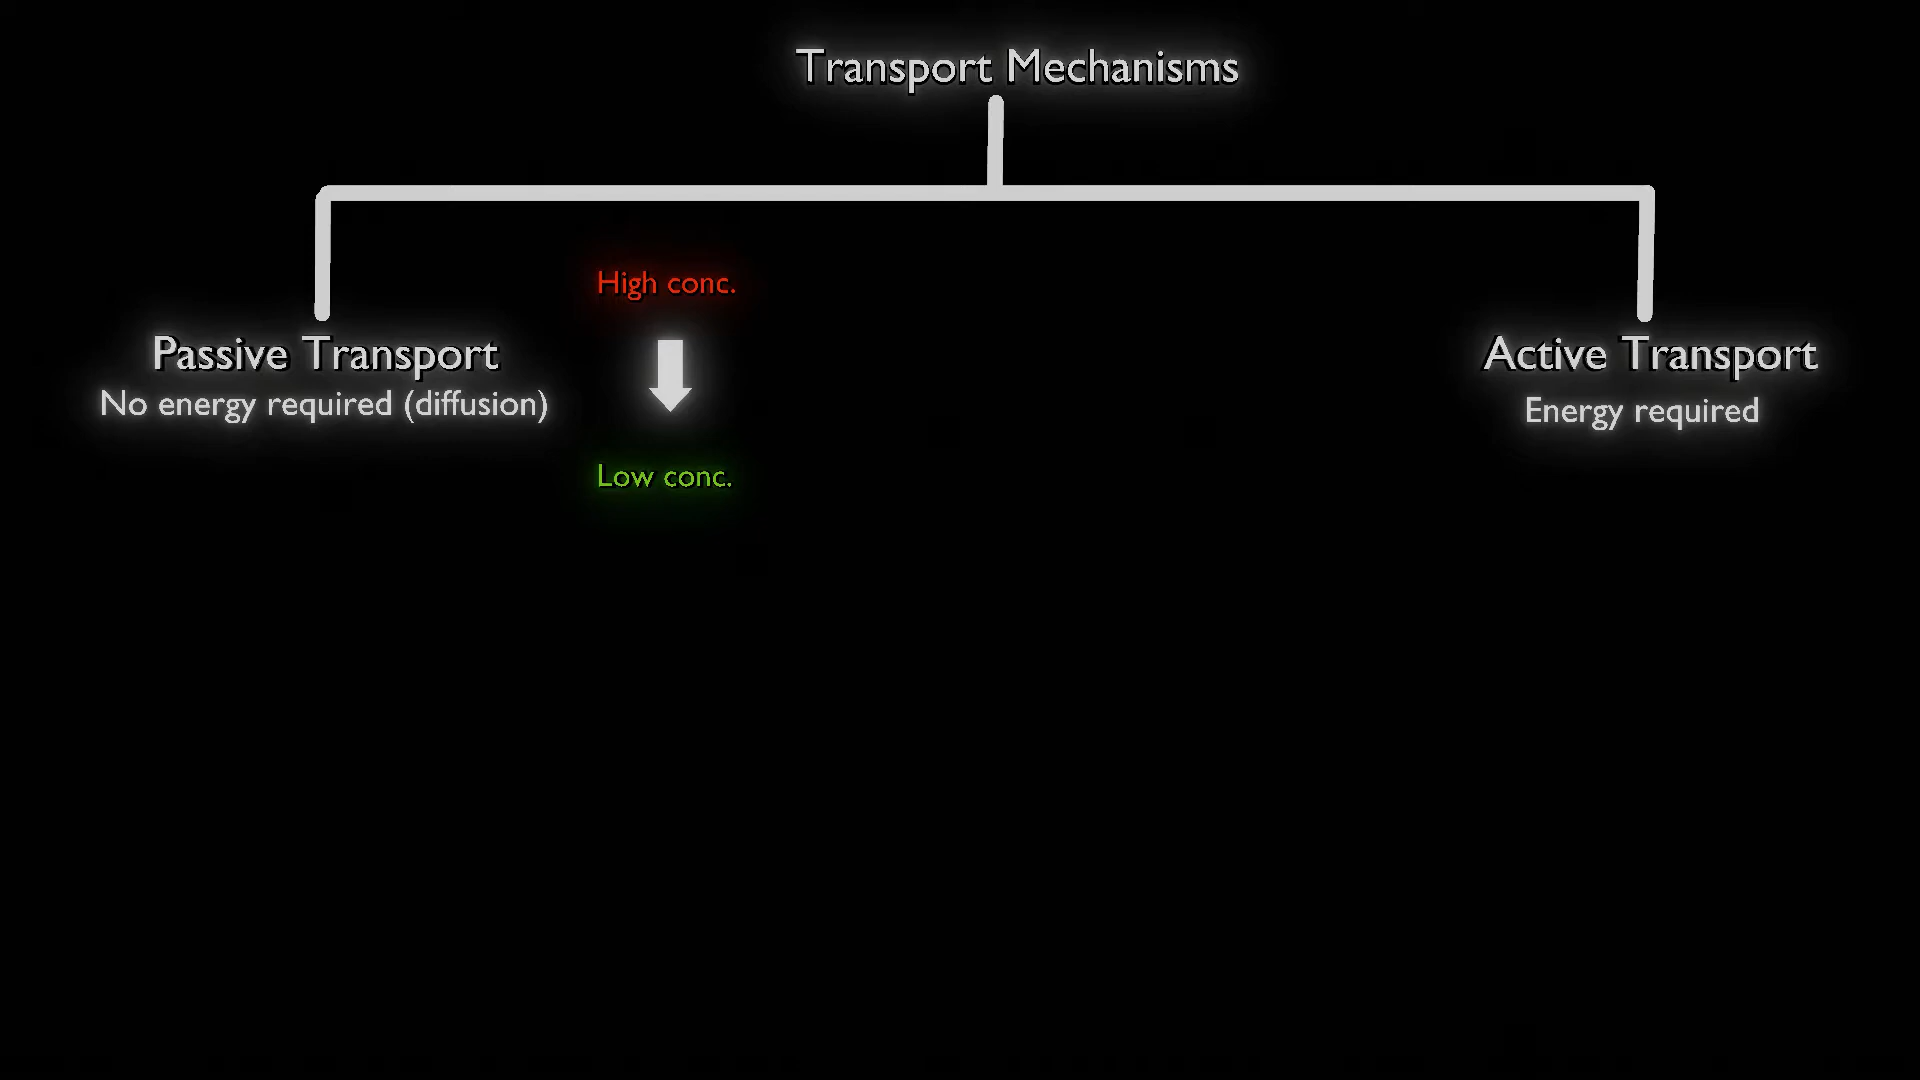 Transport Mechanisms
High conc.
Passive Transport
No energy required (diffusion)
Low conc.
Active Transport
Energy required